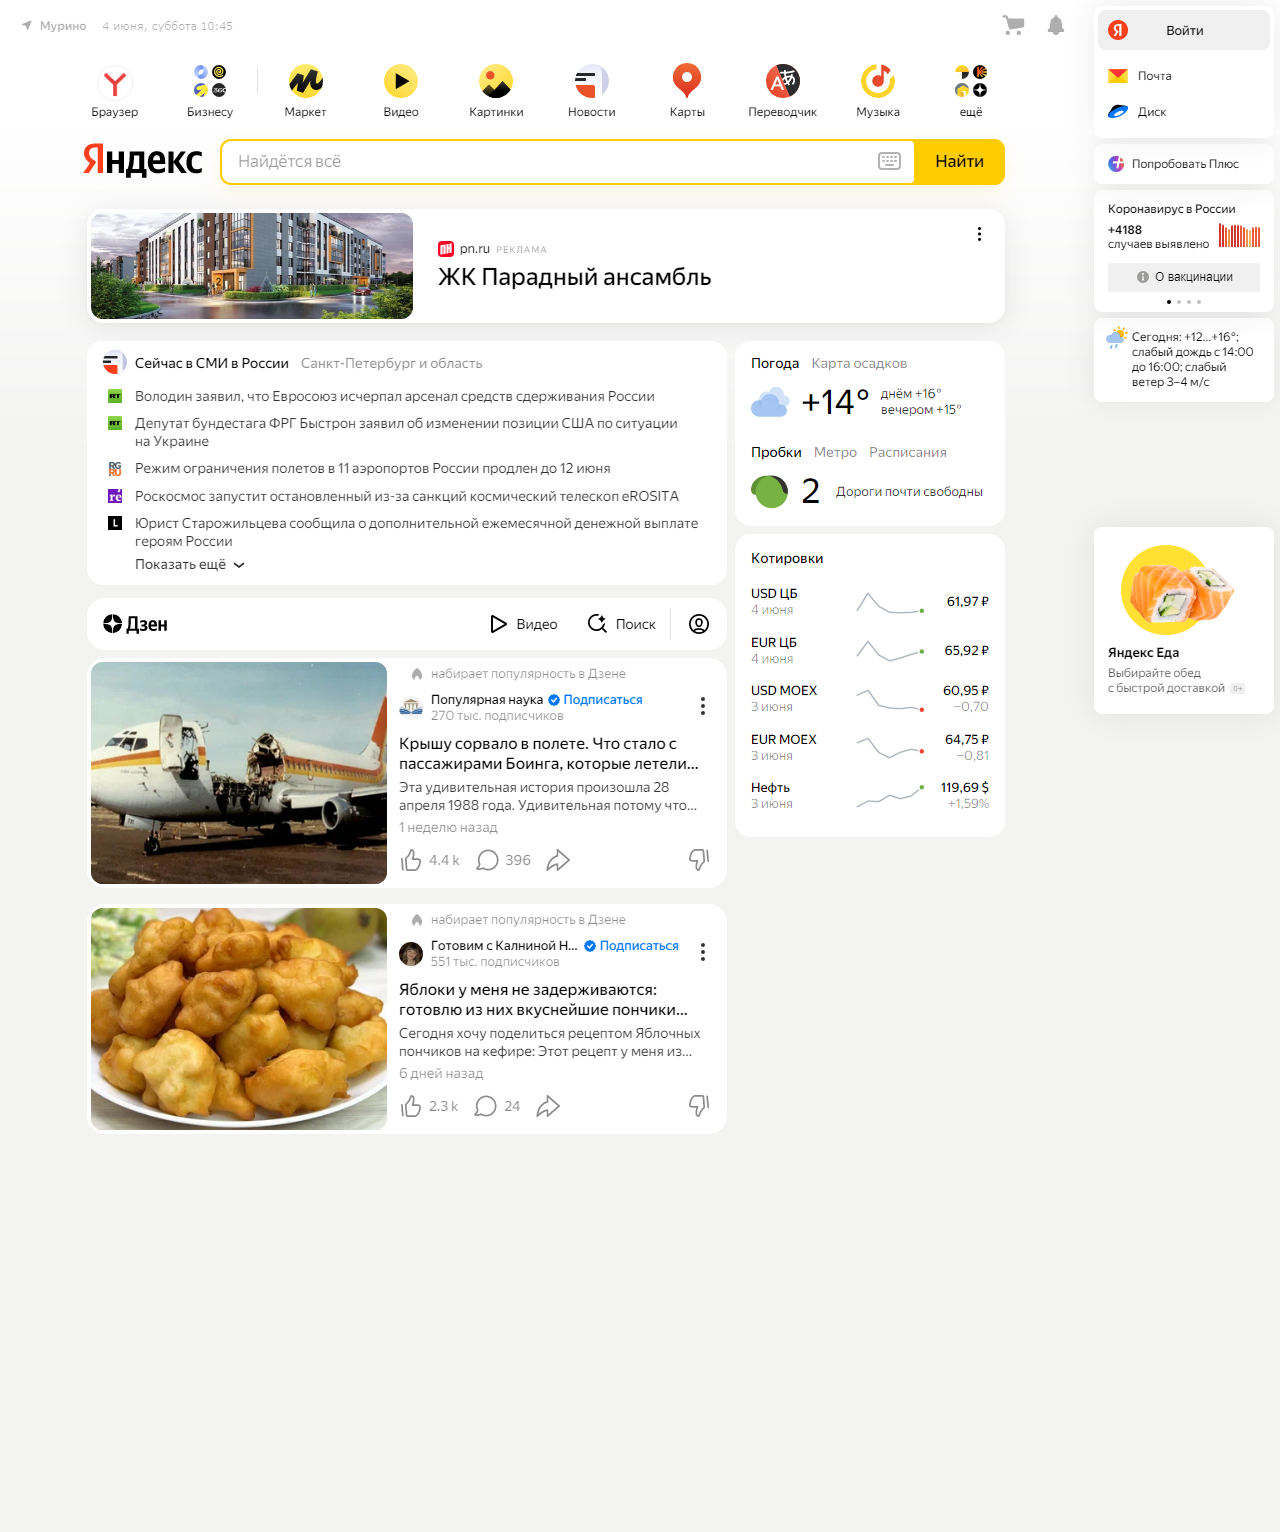 Мурино 4 июня, суббота 10:45
Браузер
Бизнесу
Маркет
Видео
Картинки
Новости
Карты
Переводчик
Музыка
ещё
Яндекс
Найдётся всё
Найти
Войти
Почта
Диск
Попробовать Плюс
Коронавирус в России
+4188
случаев выявлено
О вакцинации
Сегодня: +12...+16°;
слабый дождь с 14:00
до 16:00; слабый
ветер 3–4 м/с
pn.ru РЕКЛАМА
ЖК Парадный ансамбль
Сейчас в СМИ в России Санкт-Петербург и область
RT Володин заявил, что Евросоюз исчерпал арсенал средств сдерживания России
RT Депутат бундестага ФРГ Быстрон заявил об изменении позиции США по ситуации
на Украине
RG RU Режим ограничения полетов в 11 аэропортов России продлен до 12 июня
re Роскосмос запустит остановленный из-за санкций космический телескоп eROSITA
L Юрист Старожильцева сообщила о дополнительной ежемесячной денежной выплате
героям России
Показать ещё
Погода Карта осадков
+14° днём +16°
вечером +15°
Пробки Метро Расписания
2 Дороги почти свободны
Котировки
USD ЦБ 61,97 ₽
4 июня
EUR ЦБ 65,92 ₽
4 июня
USD MOEX 60,95 ₽
3 июня −0,70
EUR MOEX 64,75 ₽
3 июня −0,81
Нефть 119,69 $
3 июня +1,59%
Яндекс Еда
Выбирайте обед
с быстрой доставкой 0+
Дзен
Видео
Поиск
набирает популярность в Дзене
Популярная наука Подписаться
270 тыс. подписчиков
Крышу сорвало в полете. Что стало с
пассажирами Боинга, которые летели...
Эта удивительная история произошла 28
апреля 1988 года. Удивительная потому что...
1 неделю назад
4.4 k 396
набирает популярность в Дзене
Готовим с Калниной Н... Подписаться
551 тыс. подписчиков
Яблоки у меня не задерживаются:
готовлю из них вкуснейшие пончики...
Сегодня хочу поделиться рецептом Яблочных
пончиков на кефире: Этот рецепт у меня из...
6 дней назад
2.3 k 24